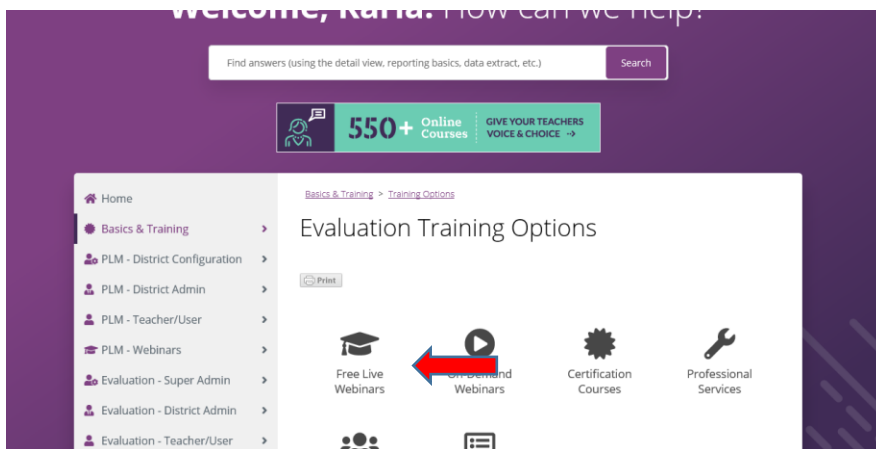 Welcome, Karla. How can we help?
Find answers (using the detail view, reporting basics, data extract, etc.)
Search
550+
Online
Courses
GIVE YOUR TEACHERS
VOICE & CHOICE →
Home
Basics & Training
PLM - District Configuration
PLM - District Admin
PLM - Teacher/User
PLM - Webinars
Evaluation - Super Admin
Evaluation - District Admin
Evaluation - Teacher/User
Basics & Training > Training Options
Evaluation Training Options
Print
Free Live
Webinars
On-Demand
Webinars
Certification
Courses
Professional
Services